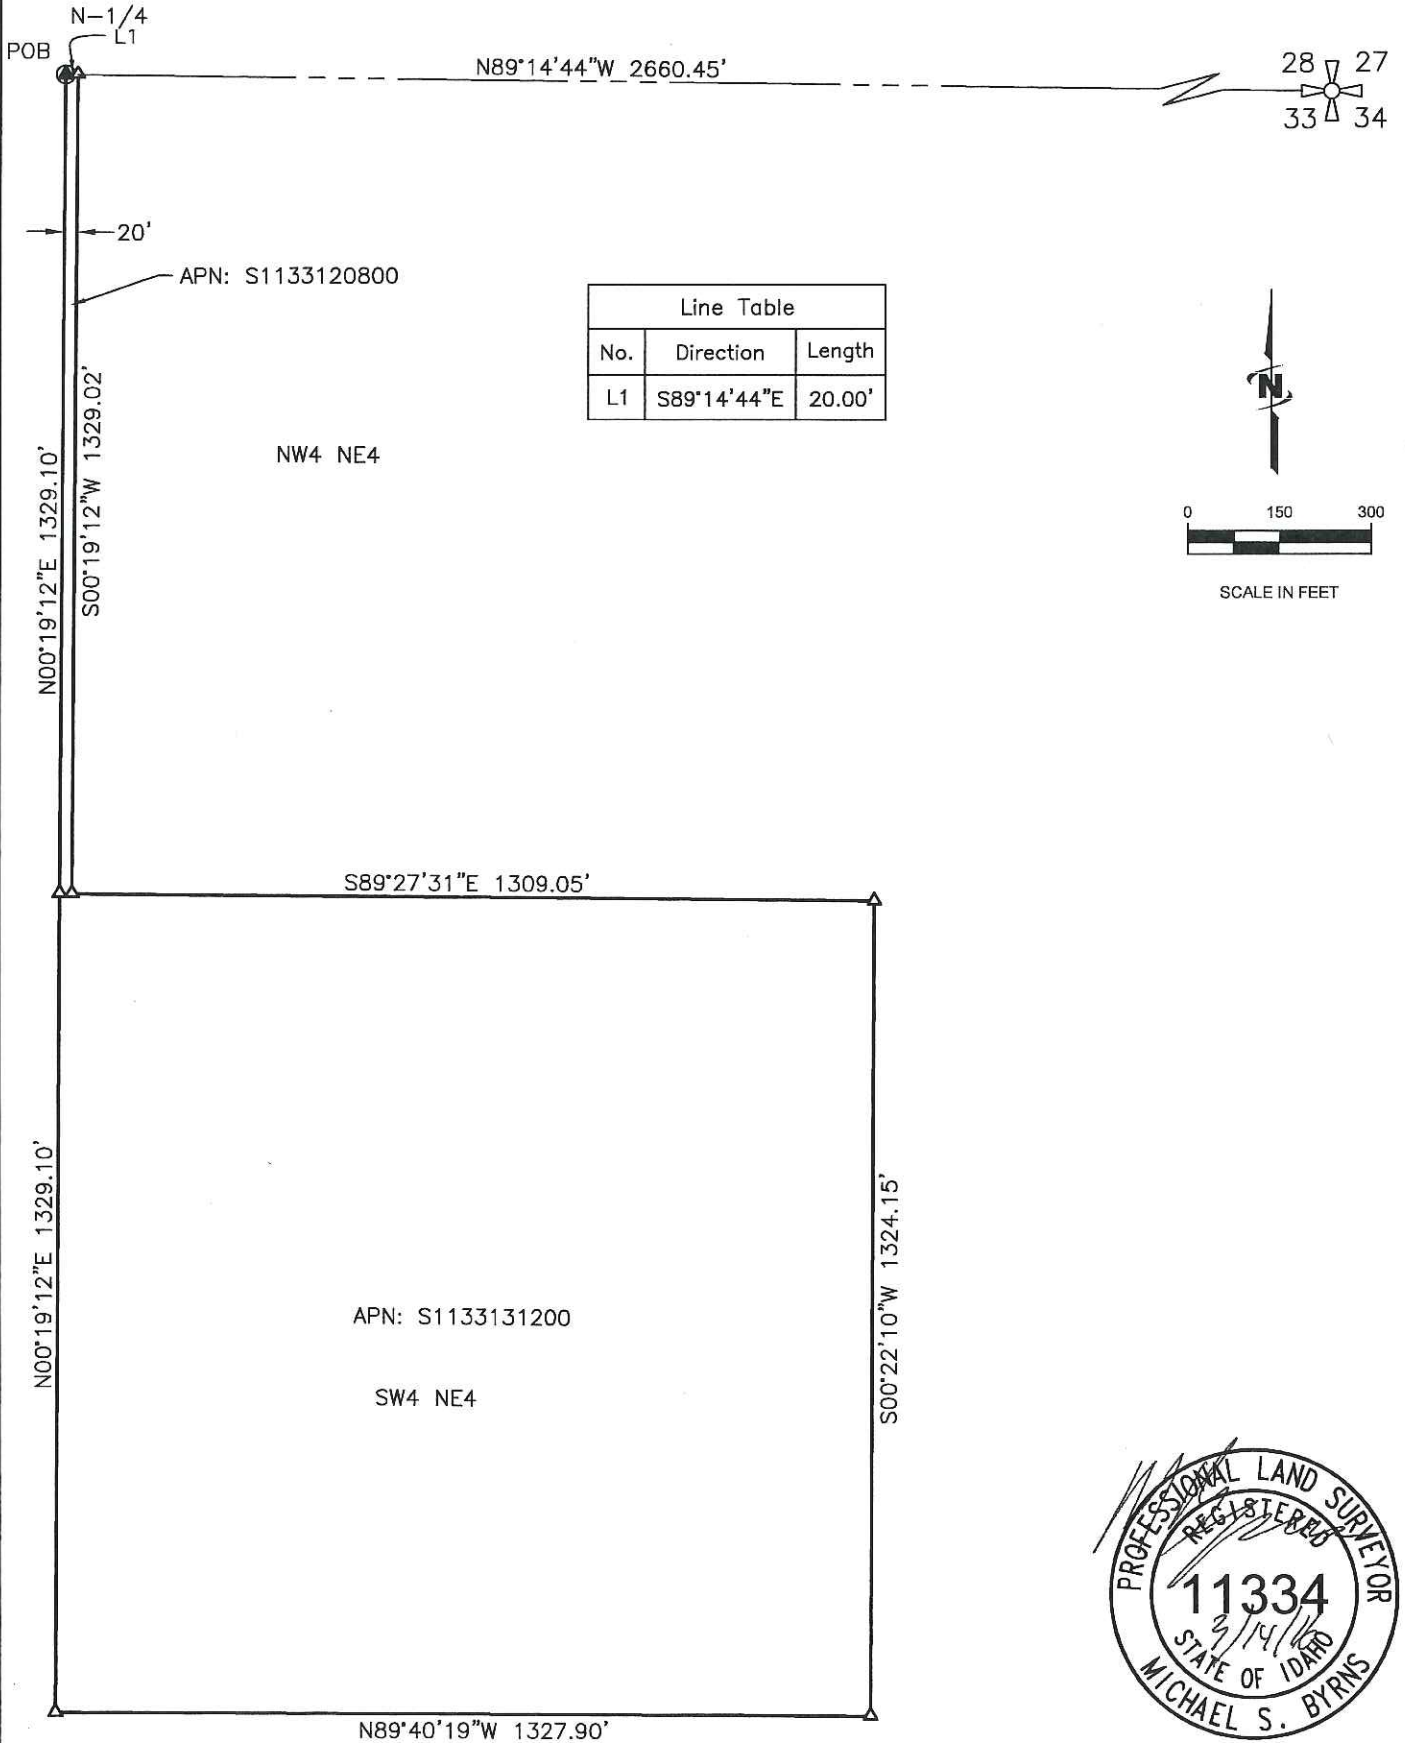 N-1/4
L1
POB
N89°14'44"W 2660.45'
28 27
33 34
20'
APN: S1133120800
Line Table
No. Direction Length
L1 S89°14'44"E 20.00'
N
NW4 NE4
N00°19'12"E 1329.10'
S00°19'12"W 1329.02'
0 150 300
SCALE IN FEET
S89°27'31"E 1309.05'
N00°19'12"E 1329.10'
S00°22'10"W 1324.15'
APN: S1133131200
SW4 NE4
N89°40'19"W 1327.90'
PROFESSIONAL LAND SURVEYOR
REGISTERED
11334
3/14/16
STATE OF IDAHO
MICHAEL S. BYRNS